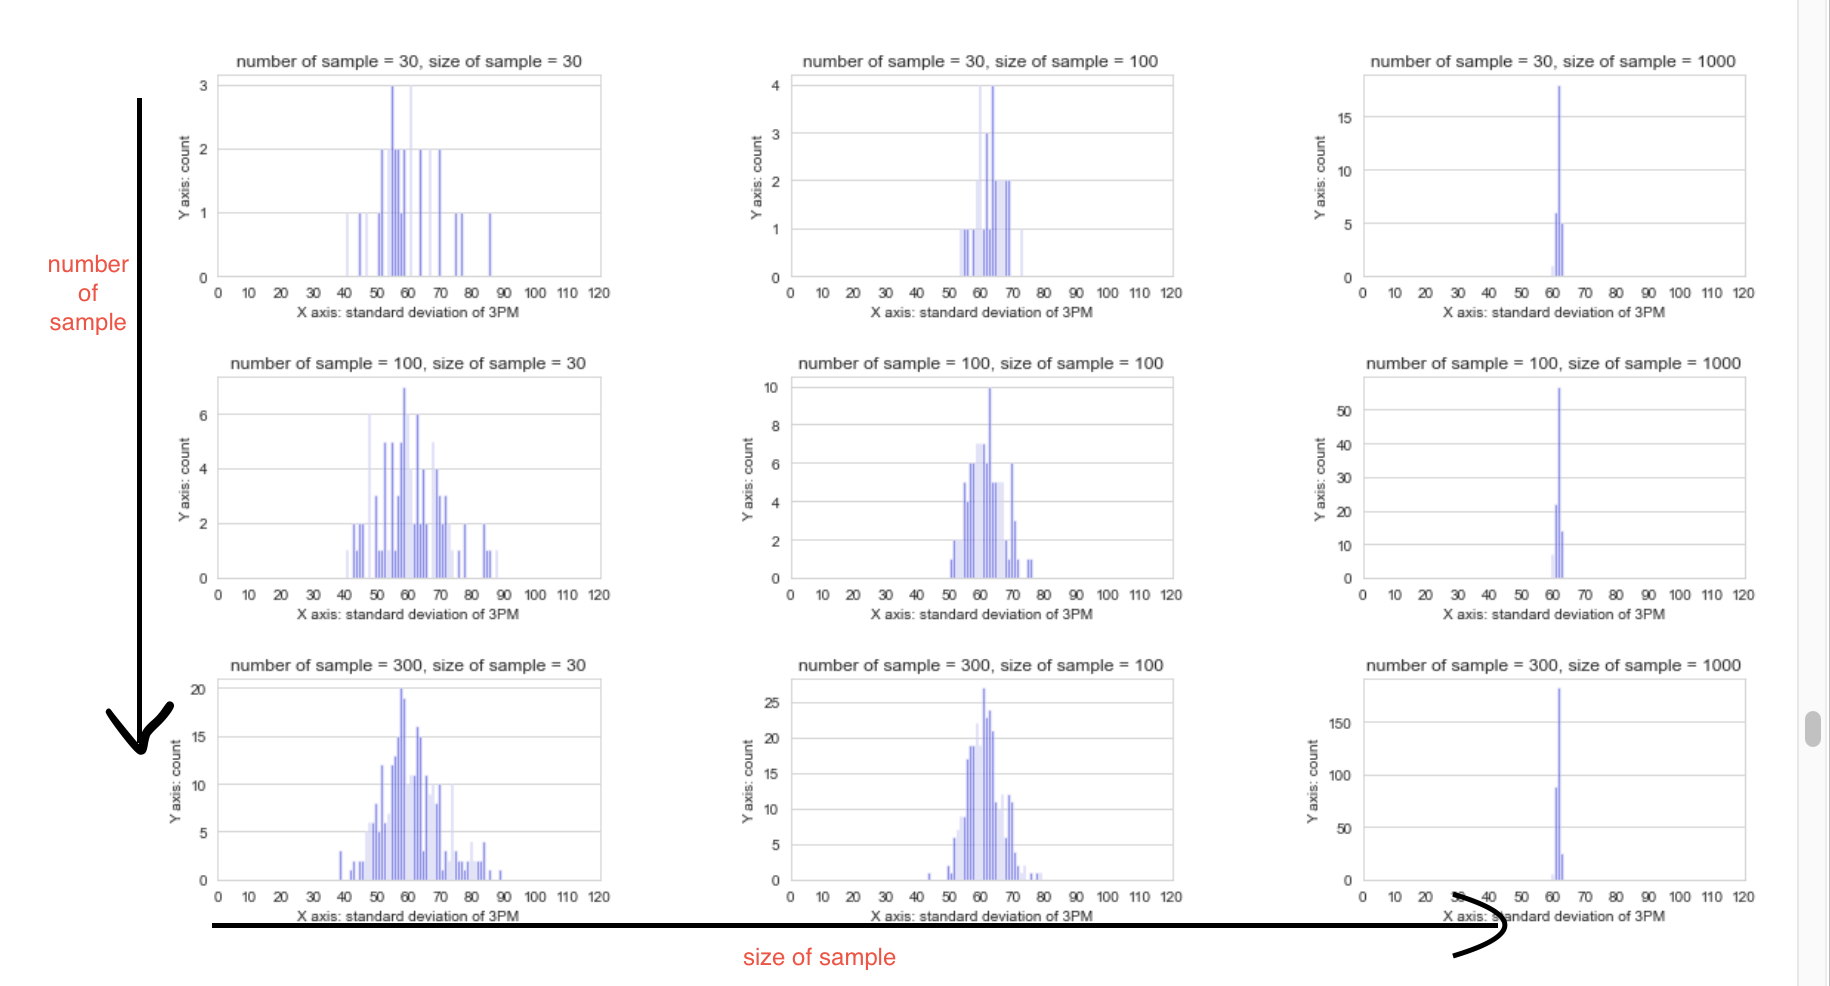 number of sample = 30, size of sample = 30
3
2
1
0
Y axis: count
0 10 20 30 40 50 60 70 80 90 100 110 120
X axis: standard deviation of 3PM
number of sample = 30, size of sample = 100
4
3
2
1
0
Y axis: count
0 10 20 30 40 50 60 70 80 90 100 110 120
X axis: standard deviation of 3PM
number of sample = 30, size of sample = 1000
15
10
5
0
Y axis: count
0 10 20 30 40 50 60 70 80 90 100 110 120
X axis: standard deviation of 3PM
number
of
sample
number of sample = 100, size of sample = 30
6
4
2
0
Y axis: count
0 10 20 30 40 50 60 70 80 90 100 110 120
X axis: standard deviation of 3PM
number of sample = 100, size of sample = 100
10
8
6
4
2
0
Y axis: count
0 10 20 30 40 50 60 70 80 90 100 110 120
X axis: standard deviation of 3PM
number of sample = 100, size of sample = 1000
50
40
30
20
10
0
Y axis: count
0 10 20 30 40 50 60 70 80 90 100 110 120
X axis: standard deviation of 3PM
number of sample = 300, size of sample = 30
20
15
10
5
0
Y axis: count
0 10 20 30 40 50 60 70 80 90 100 110 120
X axis: standard deviation of 3PM
number of sample = 300, size of sample = 100
25
20
15
10
5
0
Y axis: count
0 10 20 30 40 50 60 70 80 90 100 110 120
X axis: standard deviation of 3PM
number of sample = 300, size of sample = 1000
150
100
50
0
Y axis: count
0 10 20 30 40 50 60 70 80 90 100 110 120
X axis: standard deviation of 3PM
size of sample